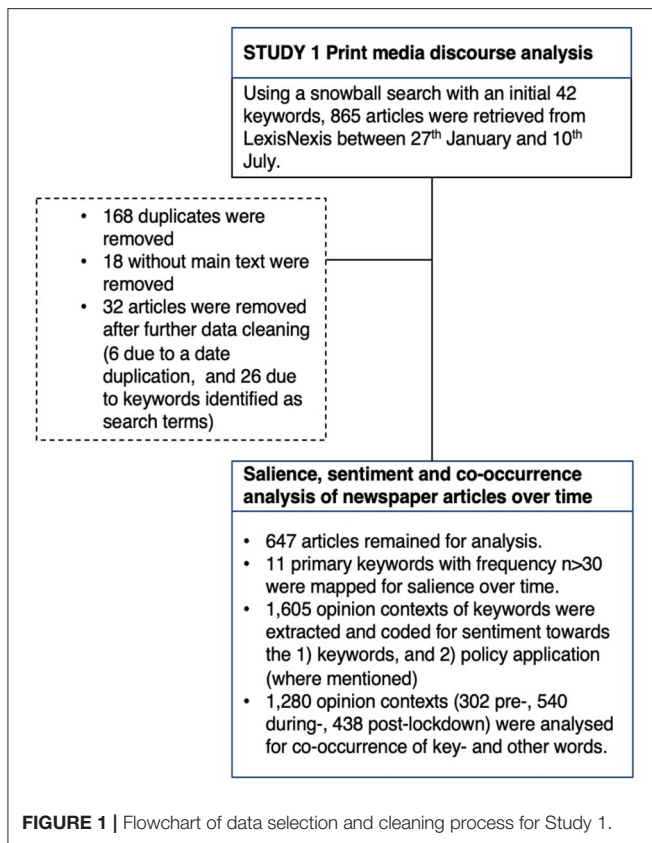 STUDY 1 Print media discourse analysis
Using a snowball search with an initial 42
keywords, 865 articles were retrieved from
LexisNexis between 27th January and 10th
July.
• 168 duplicates were
removed
• 18 without main text were
removed
• 32 articles were removed
after further data cleaning
(6 due to a date
duplication, and 26 due
to keywords identified as
search terms)
Salience, sentiment and co-occurrence
analysis of newspaper articles over time
• 647 articles remained for analysis.
• 11 primary keywords with frequency n>30
were mapped for salience over time.
• 1,605 opinion contexts of keywords were
extracted and coded for sentiment towards
the 1) keywords, and 2) policy application
(where mentioned)
• 1,280 opinion contexts (302 pre-, 540
during-, 438 post-lockdown) were analysed
for co-occurrence of key- and other words.
FIGURE 1 | Flowchart of data selection and cleaning process for Study 1.